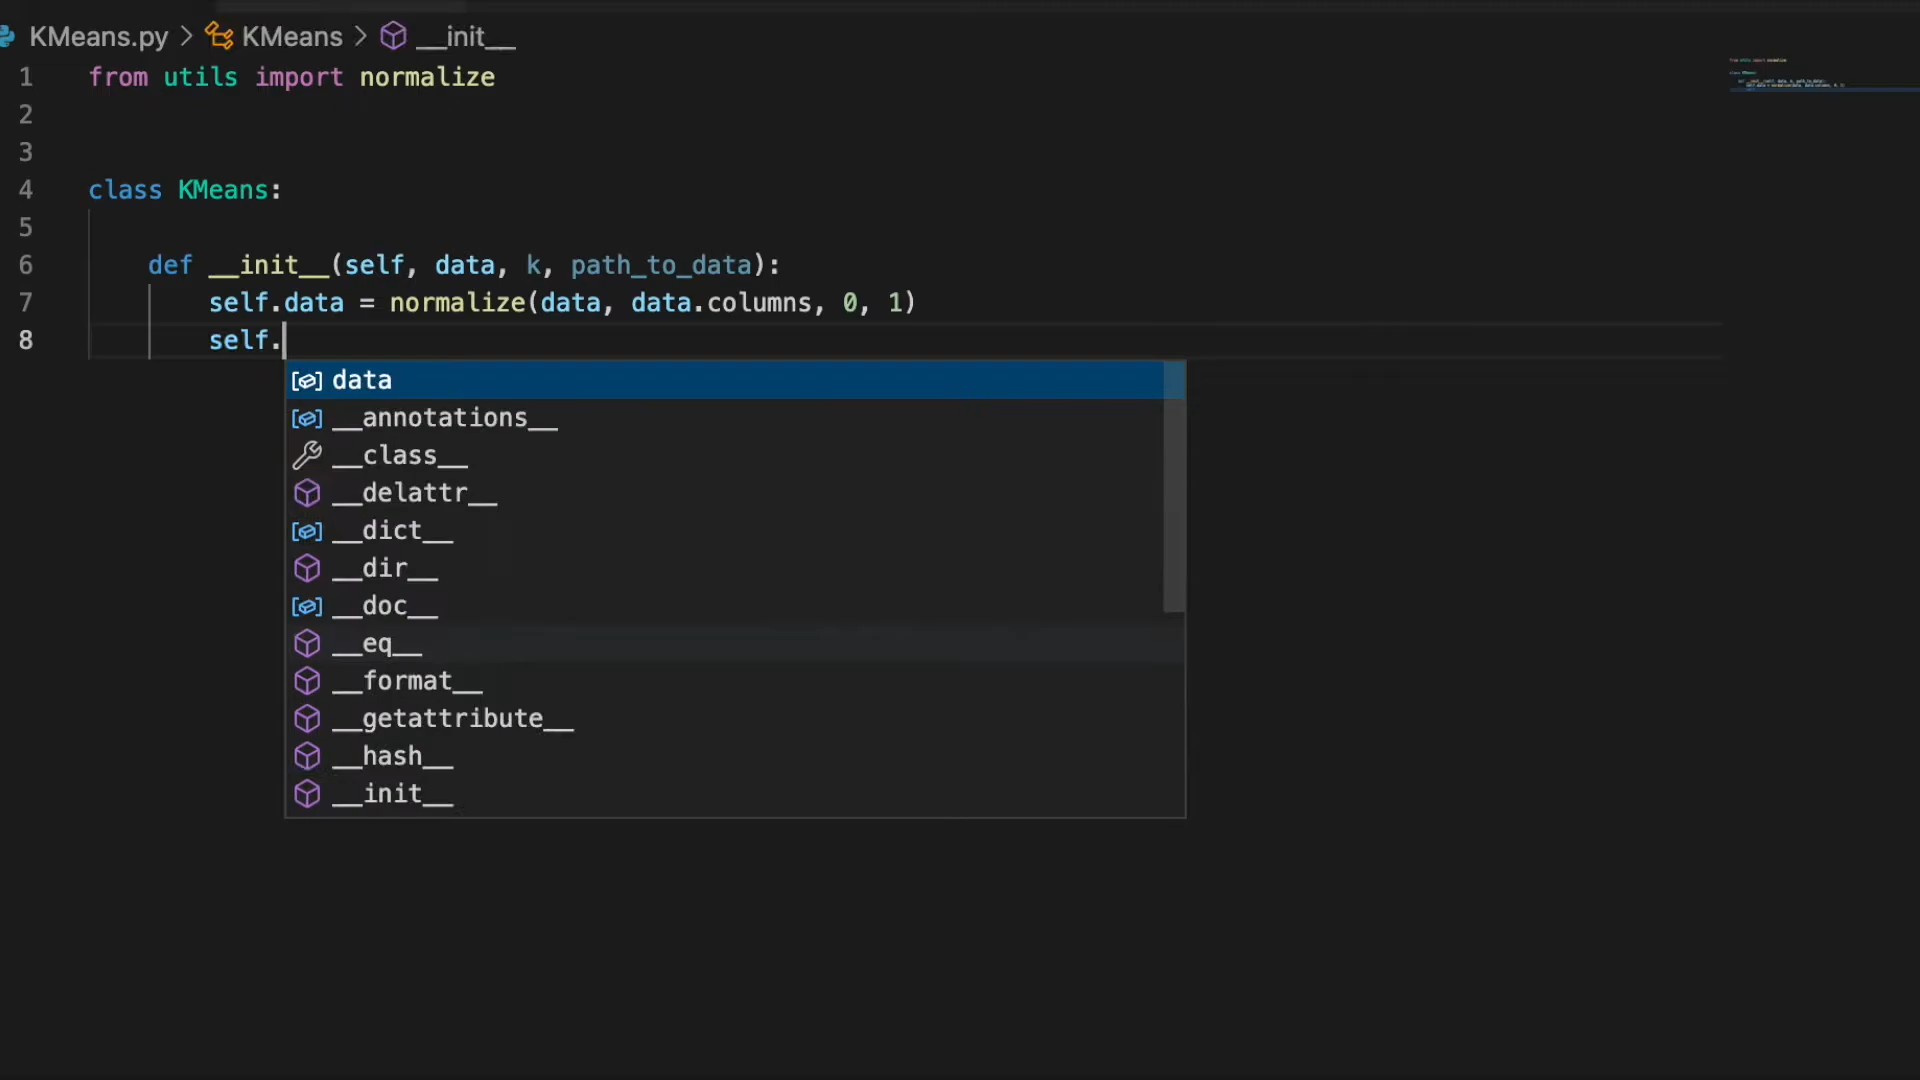 KMeans.py > KMeans > __init__
1 from utils import normalize
2
3
4 class KMeans:
5
6 def __init__(self, data, k, path_to_data):
7 self.data = normalize(data, data.columns, 0, 1)
8 self.
data
__annotations__
__class__
__delattr__
__dict__
__dir__
__doc__
__eq__
__format__
__getattribute__
__hash__
__init__